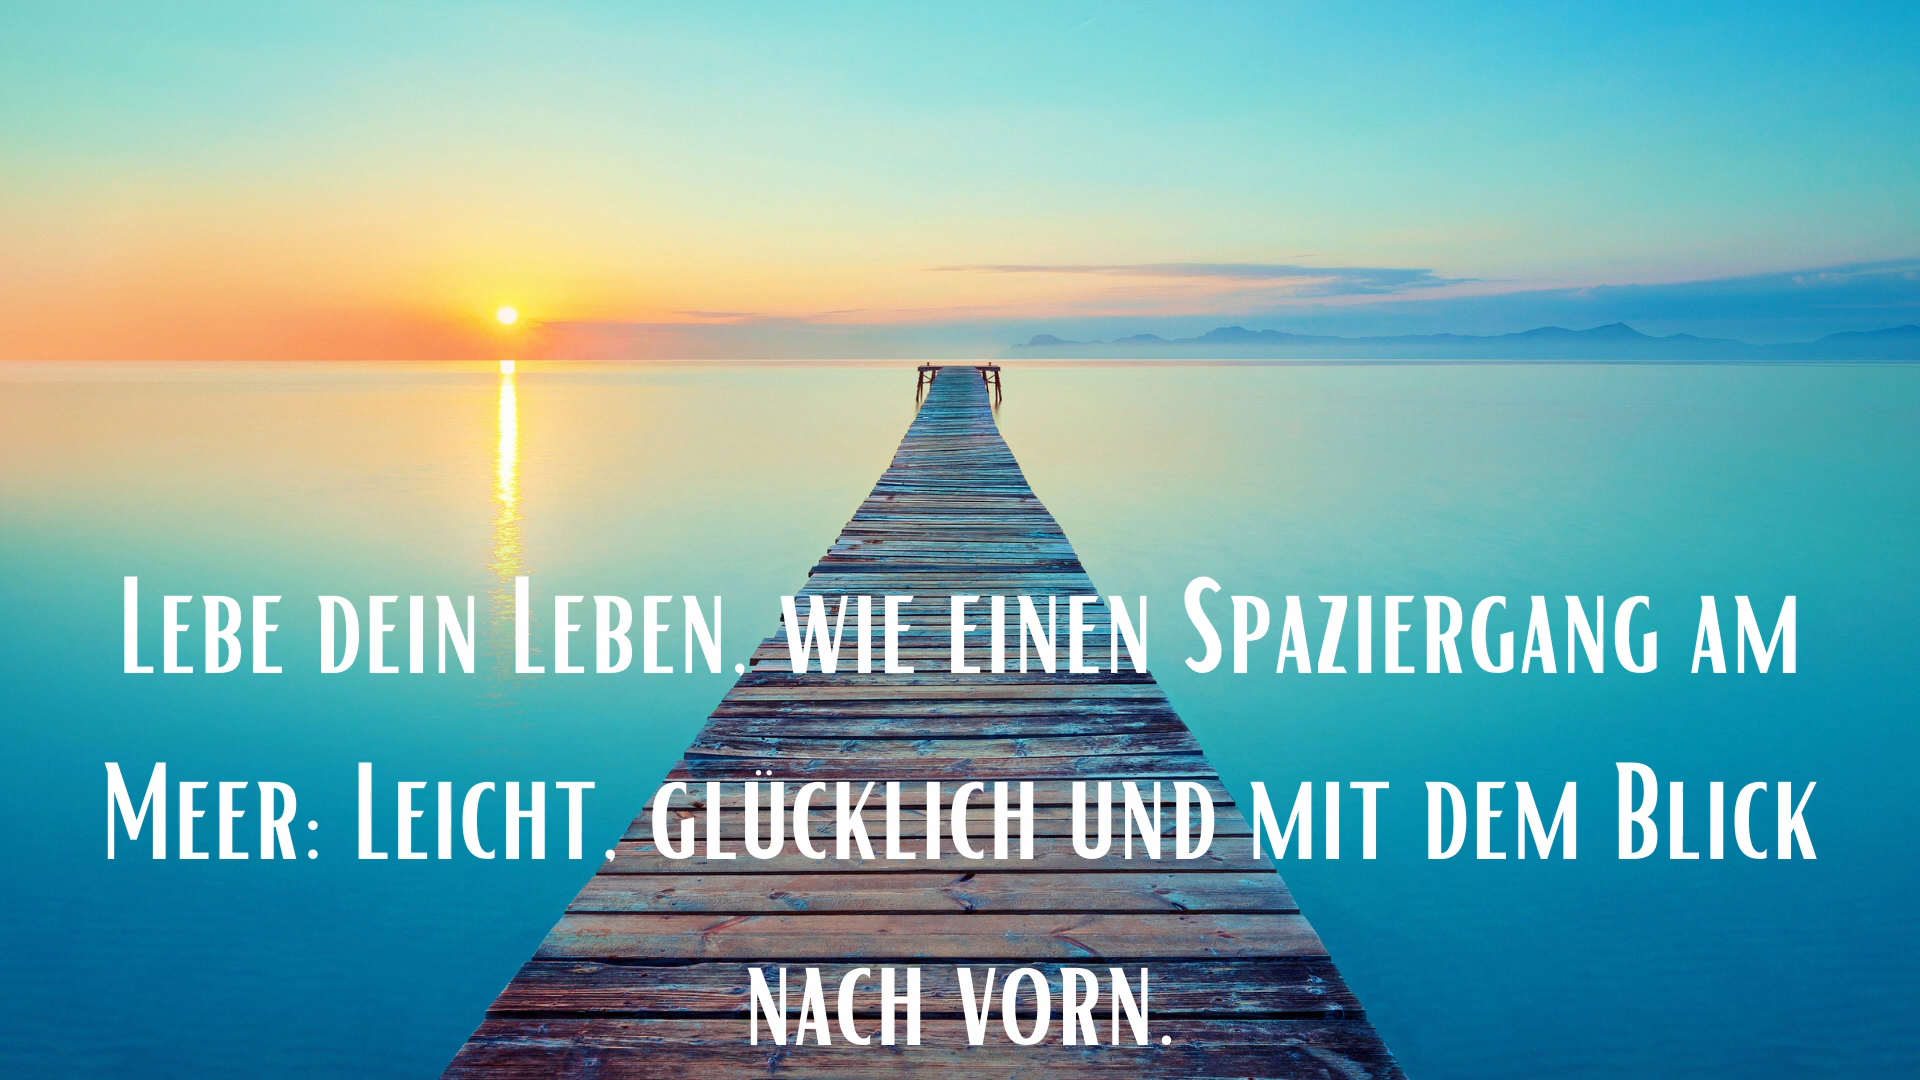 Lebe dein Leben, wie einen Spaziergang am
Meer: Leicht, glücklich und mit dem Blick
nach vorn.